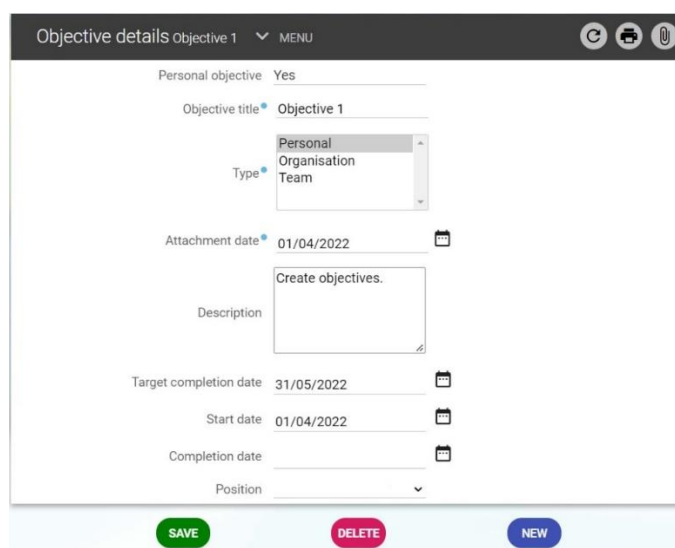 Objective details Objective 1 MENU
Personal objective Yes
Objective title Objective 1
Personal
Organisation
Type
Team
Attachment date 01/04/2022
Create objectives.
Description
Target completion date 31/05/2022
Start date 01/04/2022
Completion date
Position
SAVE DELETE NEW